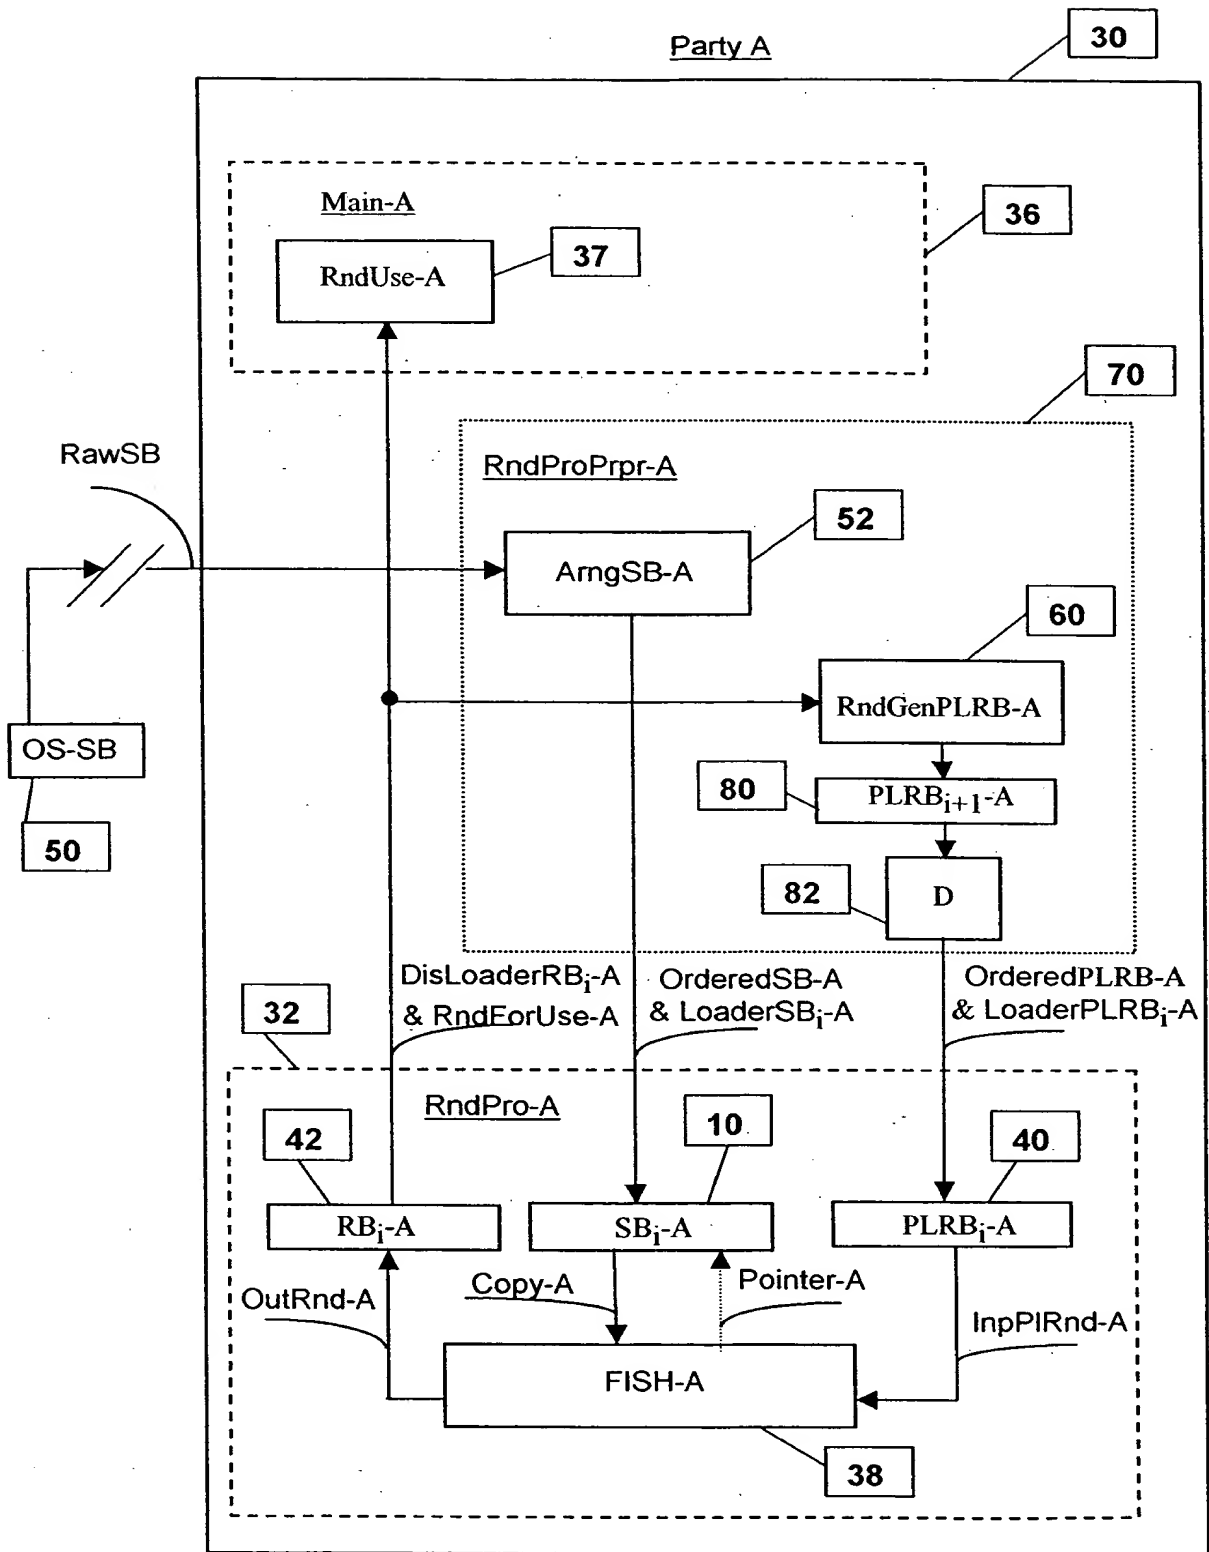 Party A
30
Main-A
36
RndUse-A
37
70
RawSB
RndProPrpr-A
52
ArngSB-A
60
RndGenPLRB-A
OS-SB
80
PLRBi+1-A
50
82
D
DisLoaderRBi-A
& RndEorUse-A
OrderedSB-A
& LoaderSBi-A
OrderedPLRB-A
& LoaderPLRBi-A
32
RndPro-A
42
10
40
RBi-A
SBi-A
PLRBi-A
OutRnd-A
Copy-A
Pointer-A
InpPlRnd-A
FISH-A
38